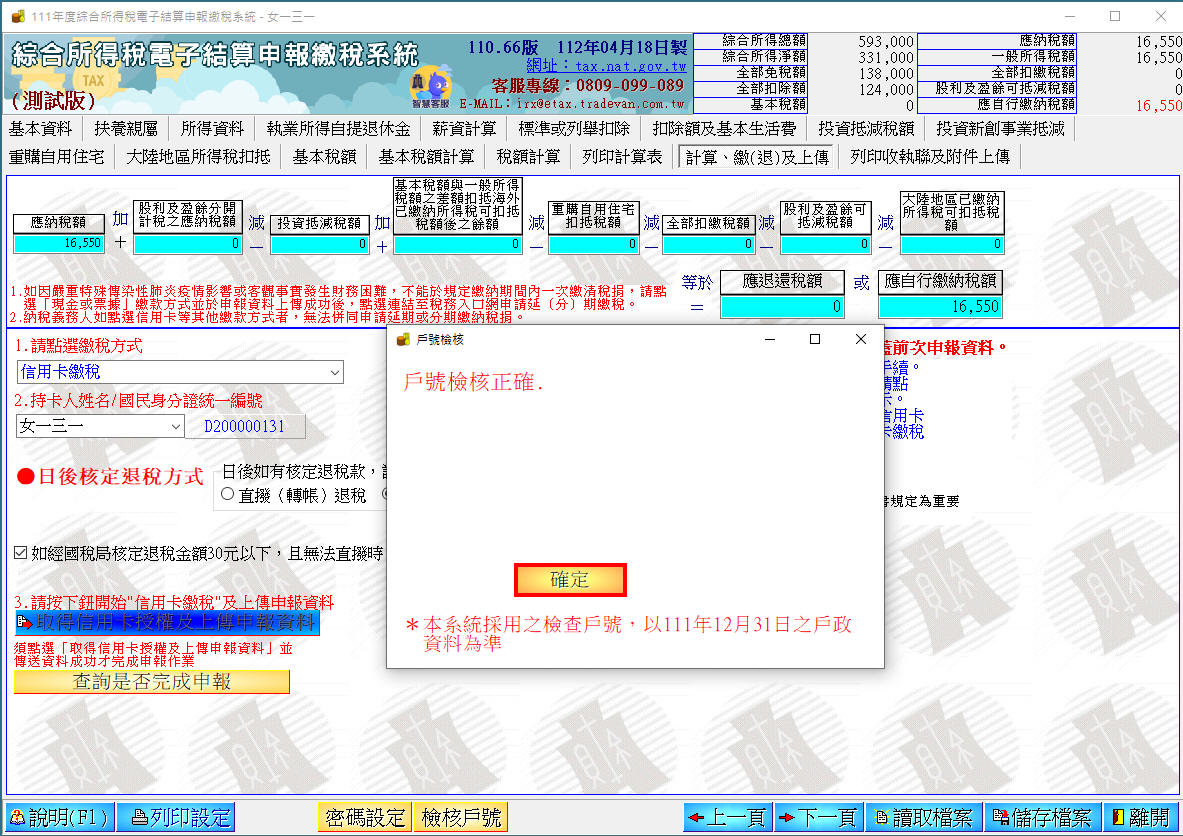 111年度綜合所得稅電子結算申報繳稅系統 - 女一三一
綜合所得稅電子結算申報繳稅系統
(測試版)
TAX
110.66版 112年04月18日製
網址：tax.nat.gov.tw
客服專線：0809-099-089
E-MAIL：irx@etax.tradevan.com.tw
智慧客服
綜合所得總額 593,000 應納稅額 16,550
綜合所得淨額 331,000 一般所得稅額 16,550
全部免稅額 138,000 全部扣繳稅額 0
全部扣除額 124,000 股利及盈餘可抵減稅額 0
基本稅額 0 應自行繳納稅額 16,550
基本資料 扶養親屬 所得資料 執業所得自提退休金 薪資計算 標準或列舉扣除 扣除額及基本生活費 投資抵減稅額 投資新創事業抵減
重購自用住宅 大陸地區所得稅扣抵 基本稅額 基本稅額計算 稅額計算 列印計算表 計算、繳(退)及上傳 列印收執聯及附件上傳
應納稅額
16,550
加
＋
股利及盈餘分開
計稅之應納稅額
0
減
－
投資抵減稅額
0
加
＋
基本稅額與一般所得
稅額之差額扣抵海外
已繳納所得稅可扣抵
稅額後之餘額
0
減
－
重購自用住宅
扣抵稅額
0
減
－
全部扣繳稅額
0
減
－
股利及盈餘可
抵減稅額
0
減
－
大陸地區已繳納
所得稅可扣抵稅
額
0
等於
＝
應退還稅額
0
或
應自行繳納稅額
16,550
1.如因嚴重特殊傳染性肺炎疫情影響或客觀事實發生財務困難，不能於規定繳納期間內一次繳清稅捐，請點
選「現金或票據」繳款方式並於申報資料上傳成功後，點選連結至稅務入口網申請延（分）期繳稅。
2.納稅義務人如點選信用卡等其他繳款方式者，無法併同申請延期或分期繳納稅捐。
1.請點選繳稅方式
信用卡繳稅
2.持卡人姓名/國民身分證統一編號
女一三一 D200000131
●日後核定退稅方式
日後如有核定退稅款，
直撥（轉帳）退稅
如經國稅局核定退稅金額30元以下，且無法直撥時
3.請按下鈕開始"信用卡繳稅"及上傳申報資料
取得信用卡授權及上傳申報資料
須點選「取得信用卡授權及上傳申報資料」並
傳送資料成功才完成申報作業
查詢是否完成申報
前次申報資料。
手續。
請點
示。
信用卡
卡繳稅
書規定為重要
戶號檢核
戶號檢核正確.
確定
＊本系統採用之檢查戶號，以111年12月31日之戶政
資料為準
說明(F1) 列印設定 密碼設定 檢核戶號 上一頁 下一頁 讀取檔案 儲存檔案 離開